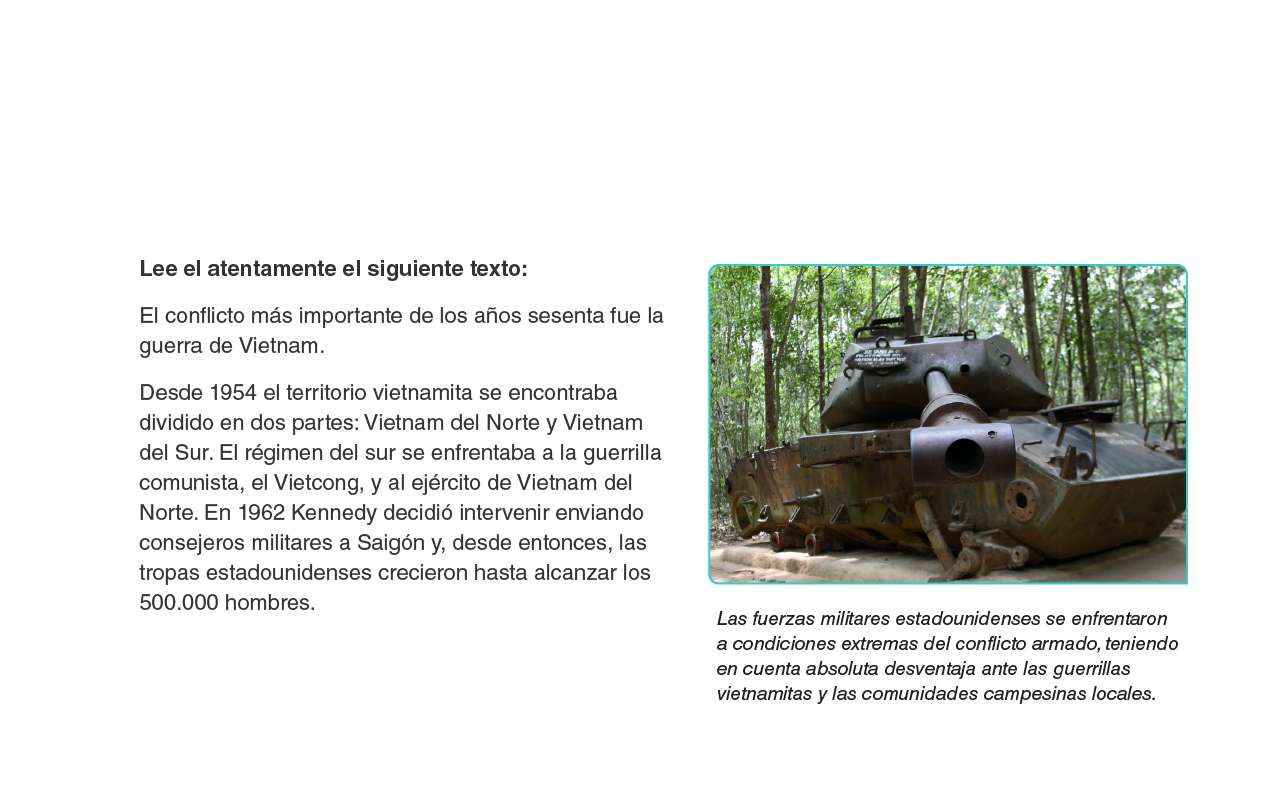 Lee el atentamente el siguiente texto:
El conflicto más importante de los años sesenta fue la
guerra de Vietnam.
Desde 1954 el territorio vietnamita se encontraba
dividido en dos partes: Vietnam del Norte y Vietnam
del Sur. El régimen del sur se enfrentaba a la guerrilla
comunista, el Vietcong, y al ejército de Vietnam del
Norte. En 1962 Kennedy decidió intervenir enviando
consejeros militares a Saigón y, desde entonces, las
tropas estadounidenses crecieron hasta alcanzar los
500.000 hombres.
Las fuerzas militares estadounidenses se enfrentaron
a condiciones extremas del conflicto armado, teniendo
en cuenta absoluta desventaja ante las guerrillas
vietnamitas y las comunidades campesinas locales.